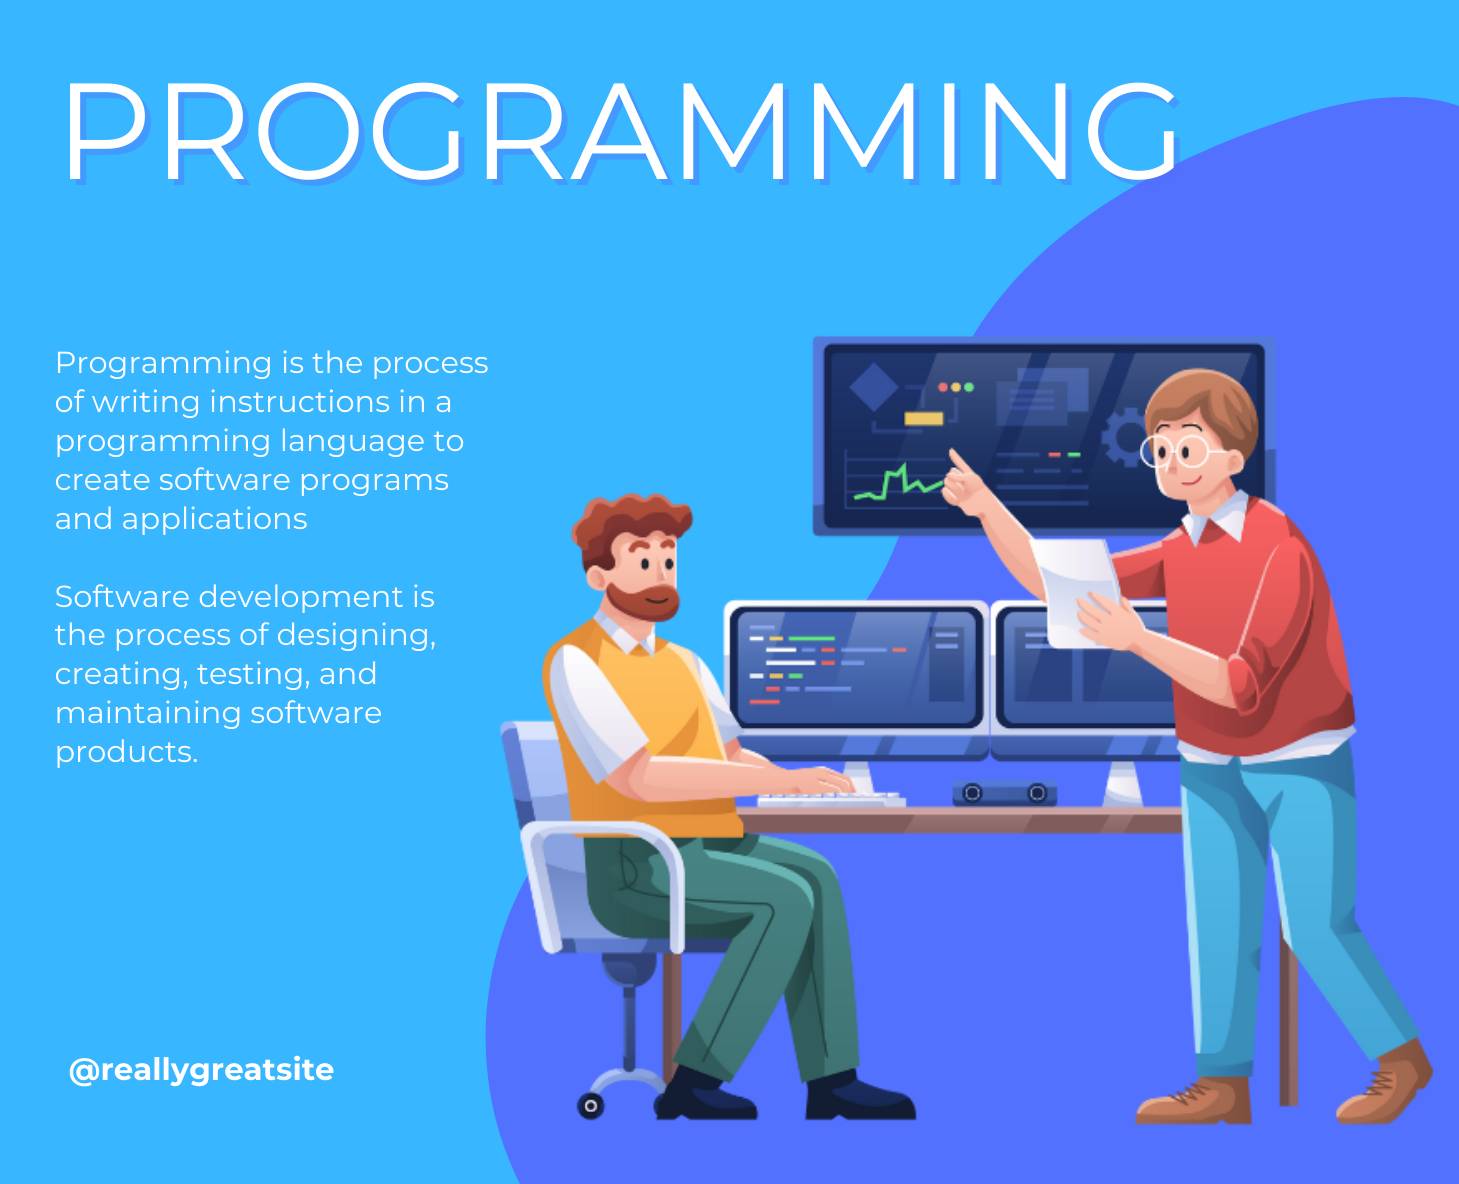 PROGRAMMING
Programming is the process
of writing instructions in a
programming language to
create software programs
and applications
Software development is
the process of designing,
creating, testing, and
maintaining software
products.
@reallygreatsite